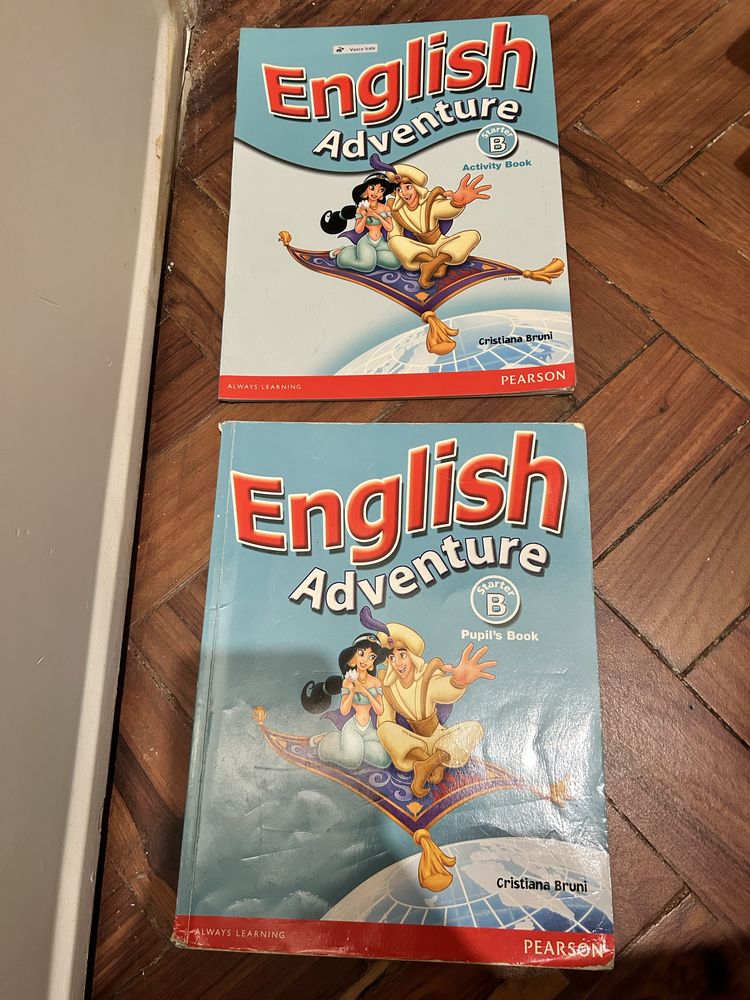 Vasco Vale
English
Adventure
Starter
B
Activity Book
© Disney
Cristiana Bruni
ALWAYS LEARNING
PEARSON
English
Adventure
Starter
B
Pupil's Book
Cristiana Bruni
ALWAYS LEARNING
PEARSON